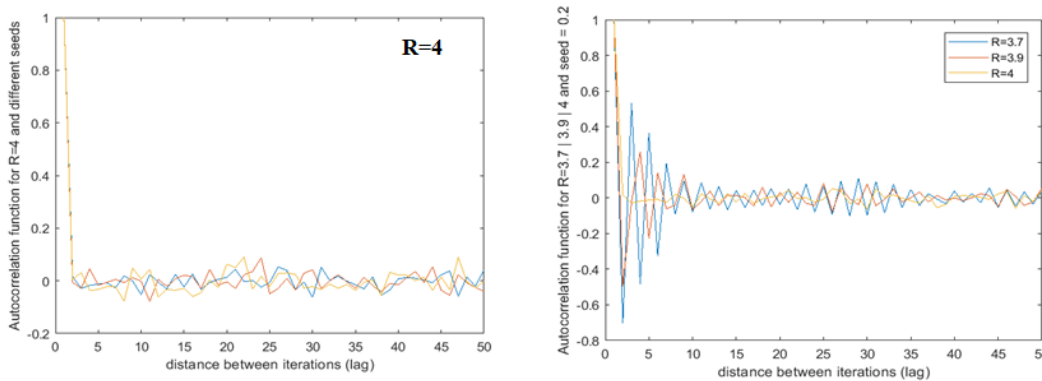 Autocorrelation function for R=4 and different seeds
1
0.8
0.6
0.4
0.2
0
-0.2
R=4
0 5 10 15 20 25 30 35 40 45 50
distance between iterations (lag)
Autocorrelation function for R=3.7 | 3.9 | 4 and seed = 0.2
1
0.8
0.6
0.4
0.2
0
-0.2
-0.4
-0.6
-0.8
R=3.7
R=3.9
R=4
0 5 10 15 20 25 30 35 40 45 50
distance between iterations (lag)